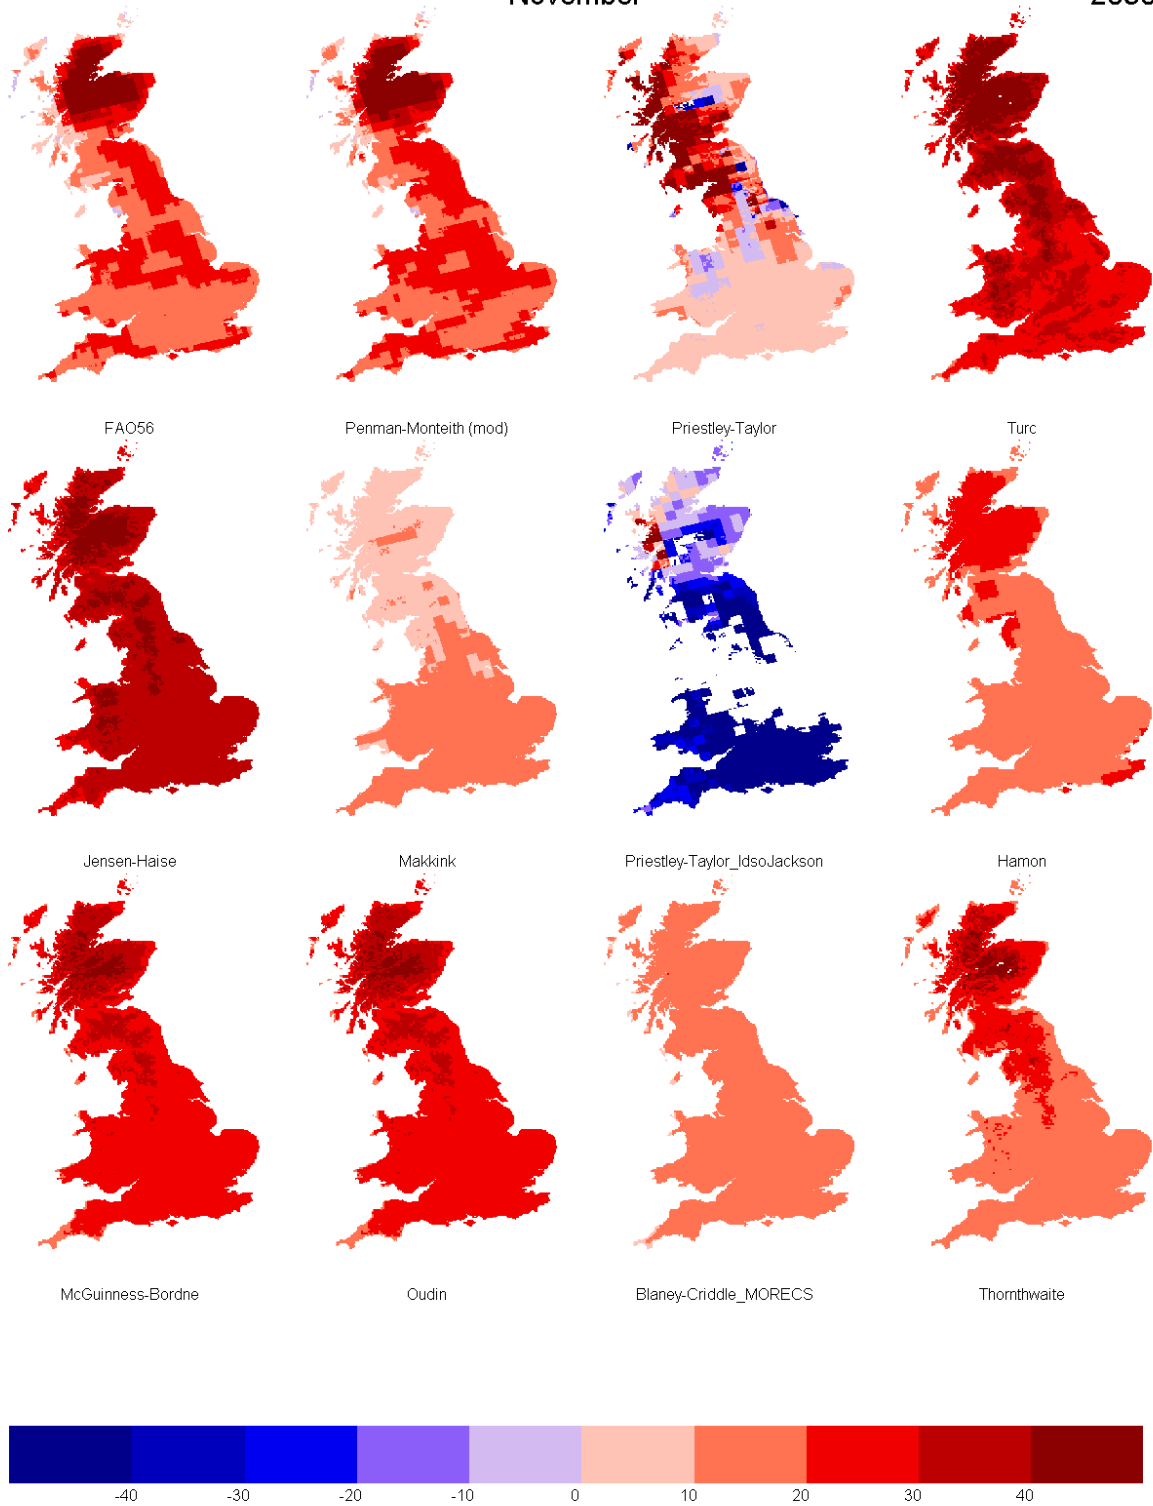 November
FAO56 Penman-Monteith (mod) Priestley-Taylor Turc
Jensen-Haise Makkink Priestley-Taylor_IdsoJackson Hamon
McGuinness-Bordne Oudin Blaney-Criddle_MORECS Thornthwaite
-40 -30 -20 -10 0 10 20 30 40